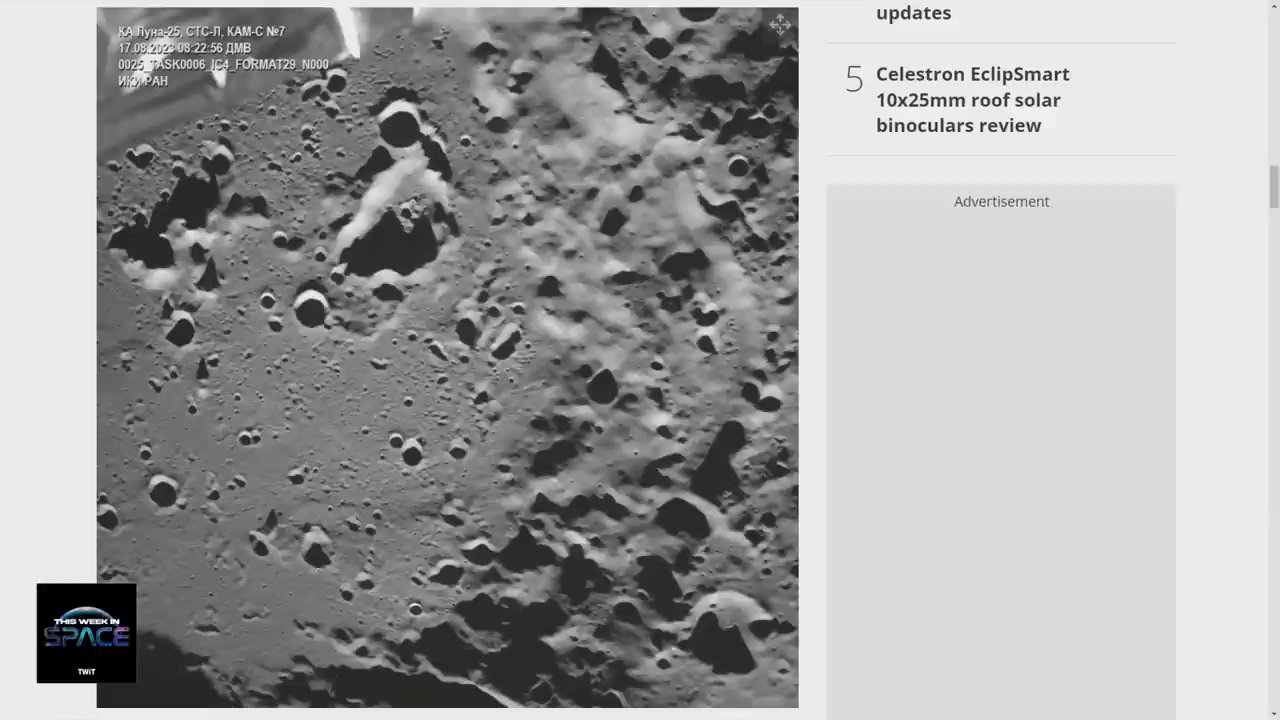 КА Луна-25, СТС-Л, КАМ-С №7
17.08.2023 08:22:56 ДМВ
0025_TASK0006_IC4_FORMAT29_N000
ИКИ РАН
updates
5
Celestron EclipSmart
10x25mm roof solar
binoculars review
Advertisement
THIS WEEK IN
SPACE
TWiT